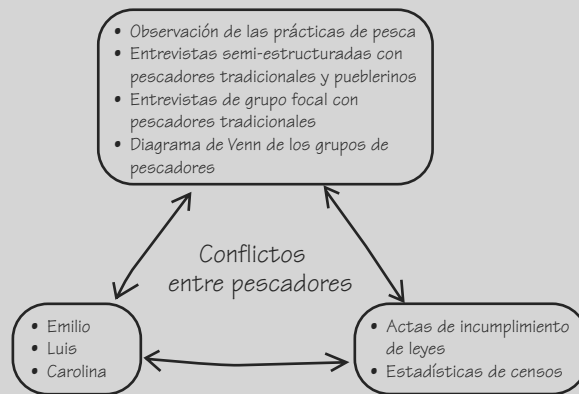 • Observación de las prácticas de pesca
• Entrevistas semi-estructuradas con
pescadores tradicionales y pueblerinos
• Entrevistas de grupo focal con
pescadores tradicionales
• Diagrama de Venn de los grupos de
pescadores
Conflictos
entre pescadores
• Emilio
• Luis
• Carolina
• Actas de incumplimiento
de leyes
• Estadísticas de censos